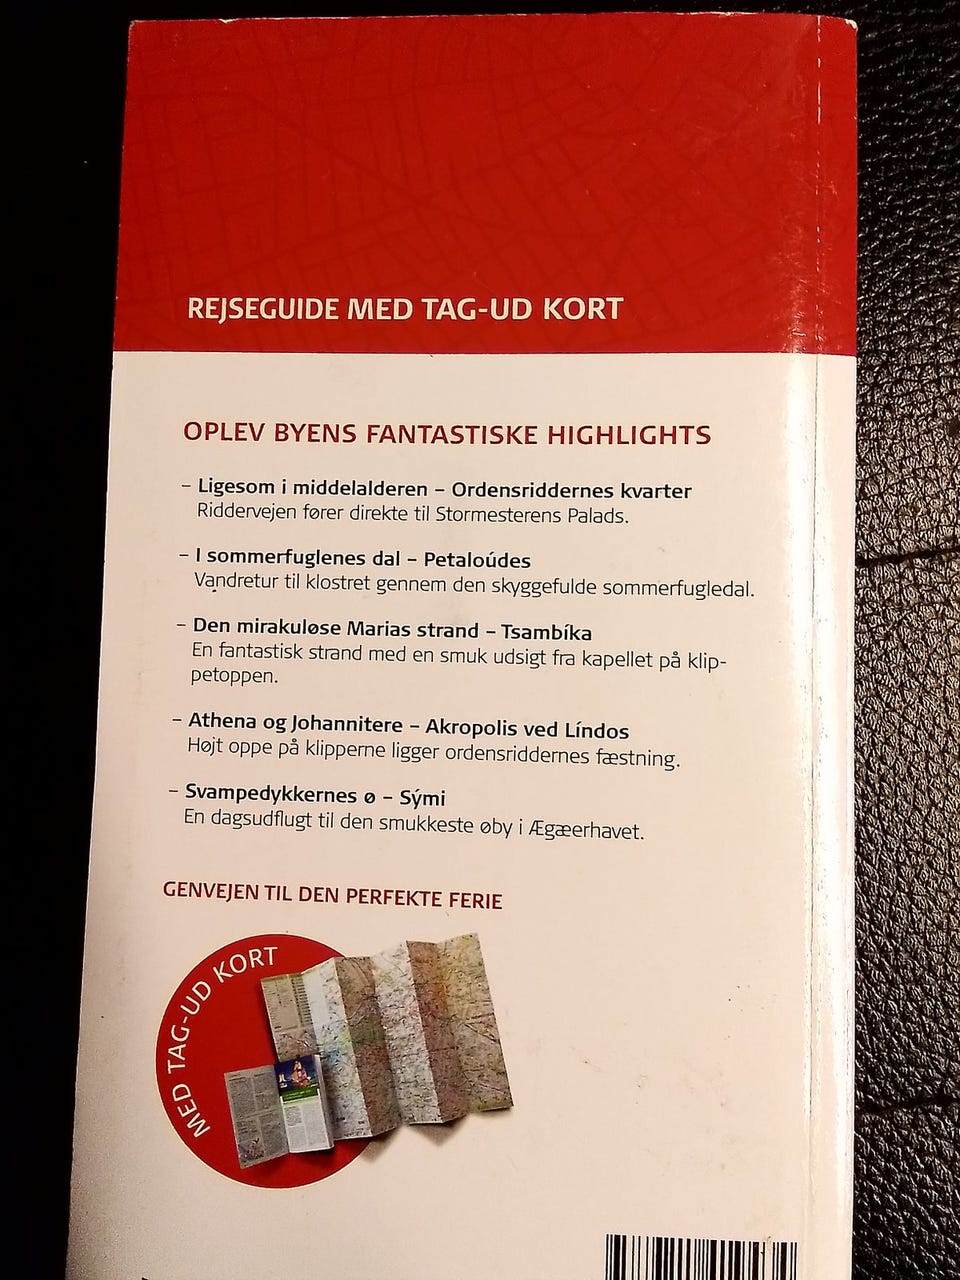 REJSEGUIDE MED TAG-UD KORT
OPLEV BYENS FANTASTISKE HIGHLIGHTS
– Ligesom i middelalderen – Ordensriddernes kvarter
Riddervejen fører direkte til Stormesterens Palads.
– I sommerfuglenes dal – Petaloúdes
Vandretur til klostret gennem den skyggefulde sommerfugledal.
– Den mirakuløse Marias strand – Tsambíka
En fantastisk strand med en smuk udsigt fra kapellet på klip-
petoppen.
– Athena og Johannitere – Akropolis ved Líndos
Højt oppe på klipperne ligger ordensriddernes fæstning.
– Svampedykkernes ø – Sými
En dagsudflugt til den smukkeste øby i Ægæerhavet.
GENVEJEN TIL DEN PERFEKTE FERIE
MED TAG-UD KORT